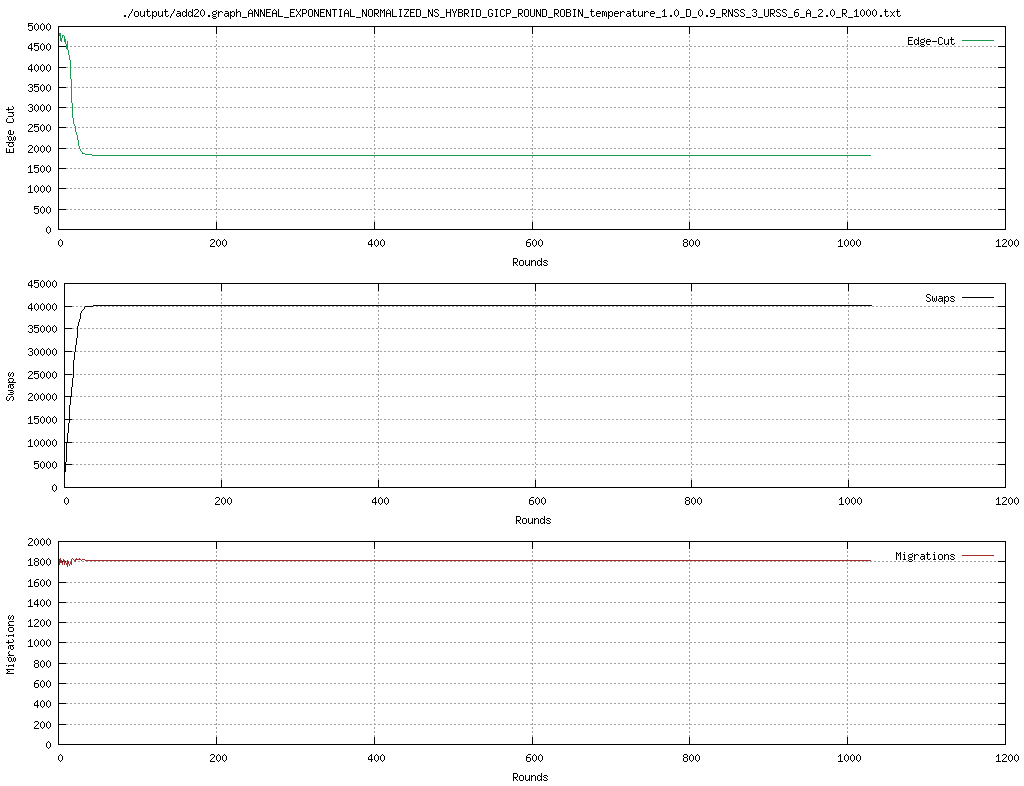 ./output/add20.graph_ANNEAL_EXPONENTIAL_NORMALIZED_NS_HYBRID_GICP_ROUND_ROBIN_temperature_1.0_D_0.9_RNSS_3_URSS_6_A_2.0_R_1000.txt
Edge-Cut
5000
4500
4000
3500
3000
2500
2000
1500
1000
500
0
Edge Cut
0 200 400 600 800 1000 1200
Rounds
Swaps
45000
40000
35000
30000
25000
20000
15000
10000
5000
0
Swaps
0 200 400 600 800 1000 1200
Rounds
Migrations
2000
1800
1600
1400
1200
1000
800
600
400
200
0
Migrations
0 200 400 600 800 1000 1200
Rounds